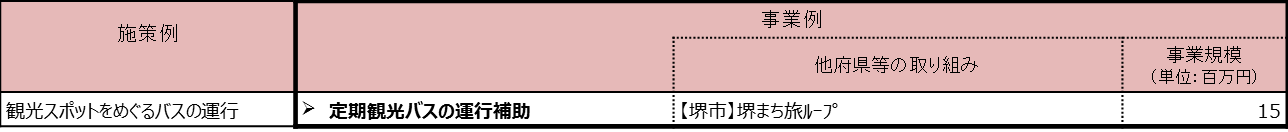 施策例
事業例
他府県等の取り組み
事業規模
（単位：百万円）
観光スポットをめぐるバスの運行
➢ 定期観光バスの運行補助
【堺市】堺まち旅ﾙｰﾌﾟ
15